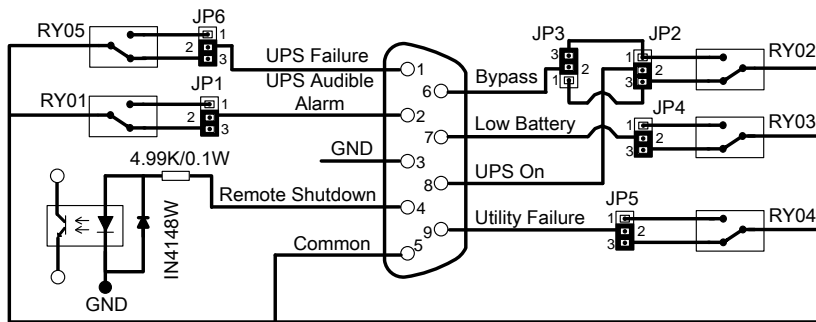 RY05
JP6
1
2
3
UPS Failure
UPS Audible
Alarm
RY01
JP1
1
2
3
GND
4.99K/0.1W
Remote Shutdown
IN4148W
GND
Common
1
2
3
4
5
6
7
8
9
Bypass
Low Battery
UPS On
Utility Failure
JP3
3
2
1
JP2
1
2
3
RY02
JP4
1
2
3
RY03
JP5
1
2
3
RY04